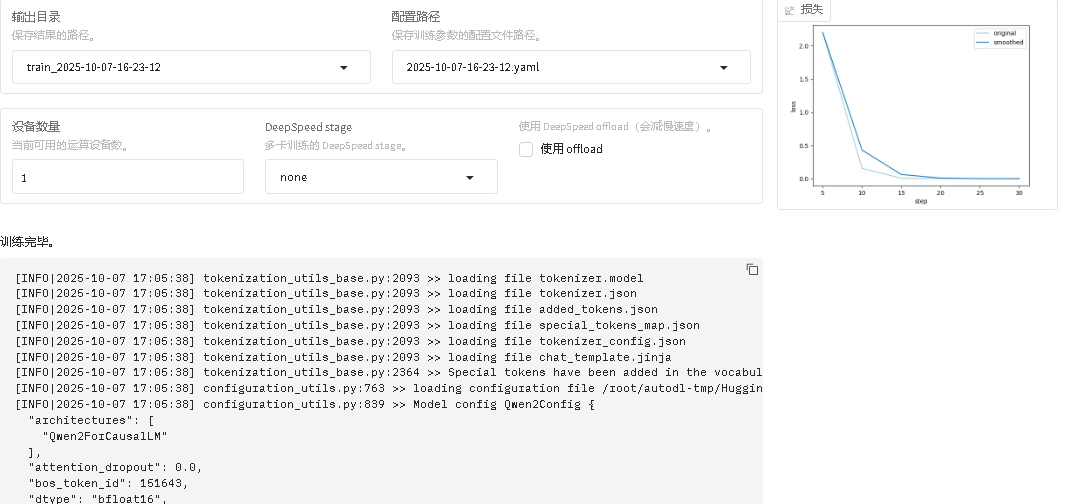 输出目录
保存结果的路径。
train_2025-10-07-16-23-12
配置路径
保存训练参数的配置文件路径。
2025-10-07-16-23-12.yaml
设备数量
当前可用的运算设备数。
1
DeepSpeed stage
多卡训练的 DeepSpeed stage。
none
使用 DeepSpeed offload（会减慢速度）。
使用 offload
损失
original
smoothed
2.0
1.5
1.0
0.5
0.0
loss
5 10 15 20 25 30
step
训练完毕。
[INFO|2025-10-07 17:05:38] tokenization_utils_base.py:2093 >> loading file tokenizer.model
[INFO|2025-10-07 17:05:38] tokenization_utils_base.py:2093 >> loading file tokenizer.json
[INFO|2025-10-07 17:05:38] tokenization_utils_base.py:2093 >> loading file added_tokens.json
[INFO|2025-10-07 17:05:38] tokenization_utils_base.py:2093 >> loading file special_tokens_map.json
[INFO|2025-10-07 17:05:38] tokenization_utils_base.py:2093 >> loading file tokenizer_config.json
[INFO|2025-10-07 17:05:38] tokenization_utils_base.py:2093 >> loading file chat_template.jinja
[INFO|2025-10-07 17:05:38] tokenization_utils_base.py:2364 >> Special tokens have been added in the vocabul
[INFO|2025-10-07 17:05:38] configuration_utils.py:763 >> loading configuration file /root/autodl-tmp/Huggin
[INFO|2025-10-07 17:05:38] configuration_utils.py:839 >> Model config Qwen2Config {
"architectures": [
"Qwen2ForCausalLM"
],
"attention_dropout": 0.0,
"bos_token_id": 151643,
"dtype": "bfloat16",